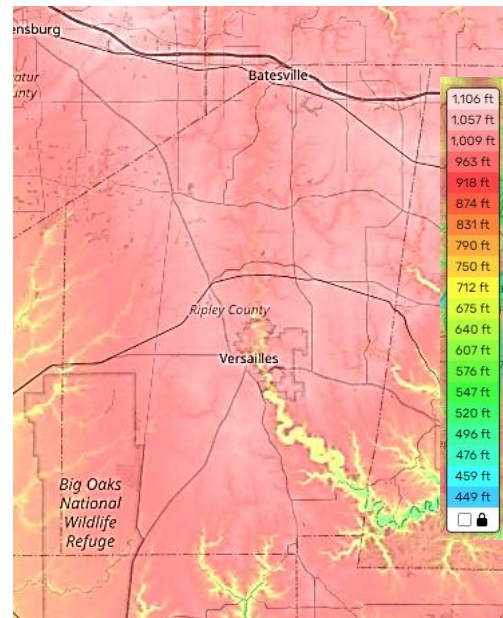 ensburg
Batesville
atur
unty
Ripley County
Versailles
Big Oaks
National
Wildlife
Refuge
1,106 ft
1,057 ft
1,009 ft
963 ft
918 ft
874 ft
831 ft
790 ft
750 ft
712 ft
675 ft
640 ft
607 ft
576 ft
547 ft
520 ft
496 ft
476 ft
459 ft
449 ft